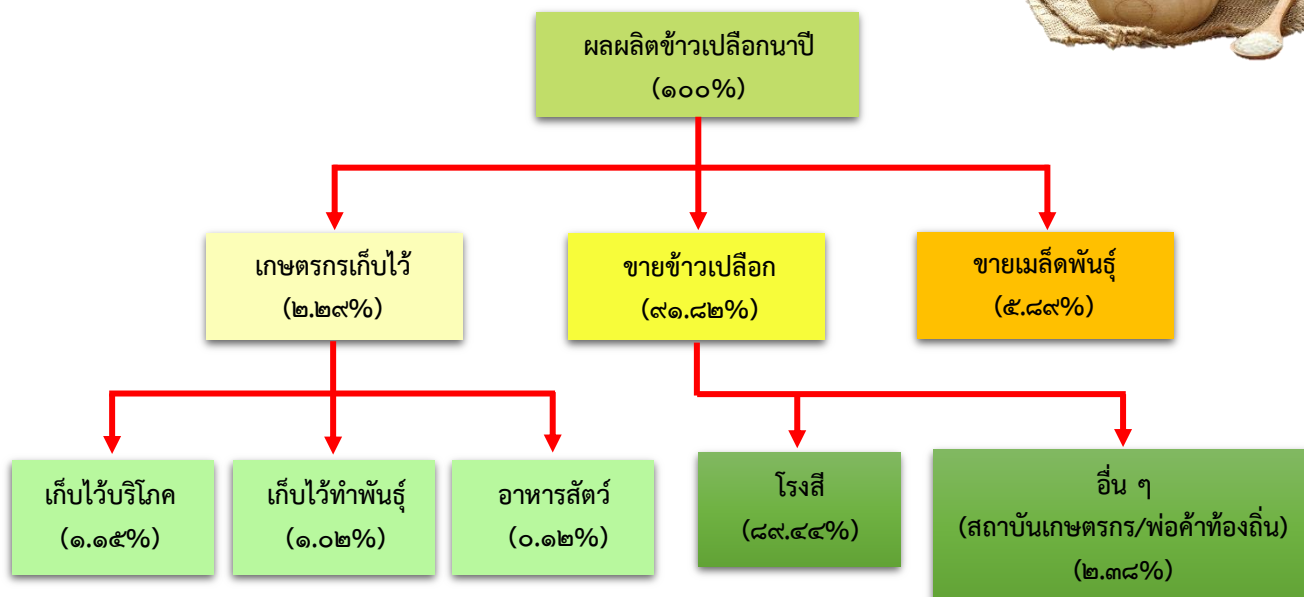 ผลผลิตข้าวเปลือกนาปี
(๑๐๐%)
เกษตรกรเก็บไว้
(๒.๒๙%)
ขายข้าวเปลือก
(๙๑.๘๒%)
ขายเมล็ดพันธุ์
(๕.๘๙%)
เก็บไว้บริโภค
(๑.๑๕%)
เก็บไว้ทำพันธุ์
(๑.๐๒%)
อาหารสัตว์
(๐.๑๒%)
โรงสี
(๘๙.๔๔%)
อื่น ๆ
(สถาบันเกษตรกร/พ่อค้าท้องถิ่น)
(๒.๓๘%)